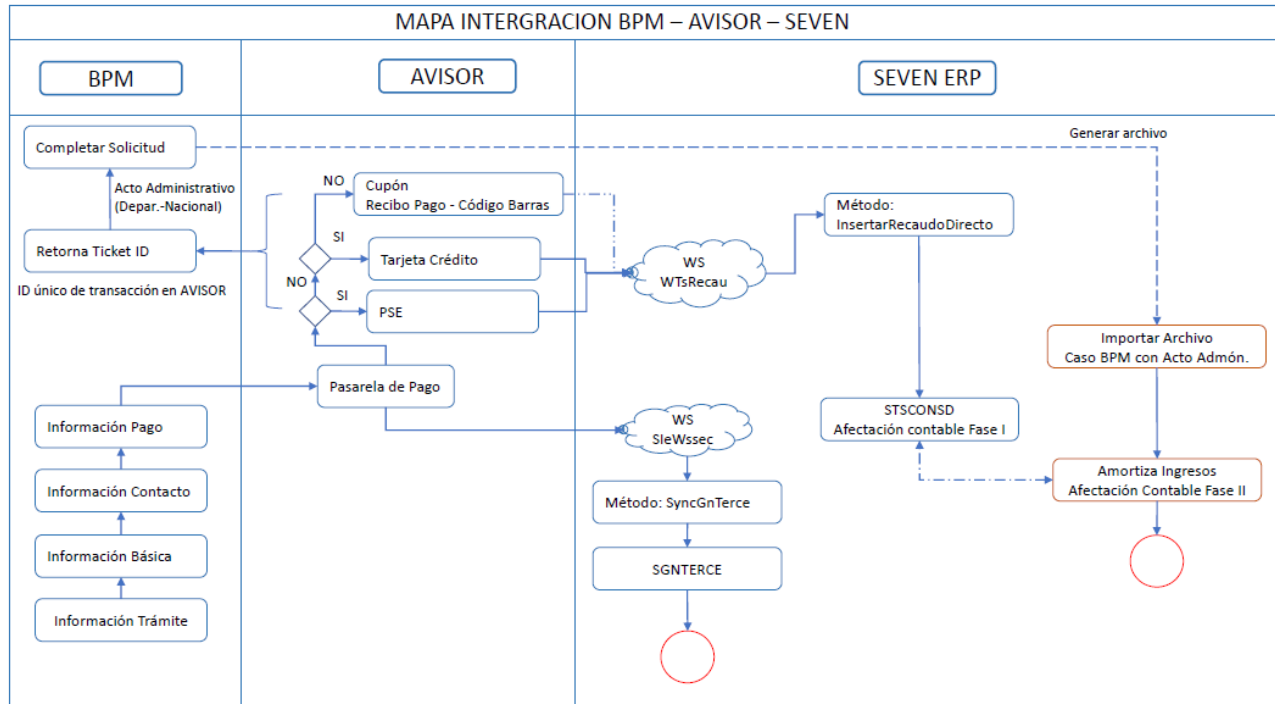 MAPA INTERGRACION BPM – AVISOR – SEVEN
BPM
AVISOR
SEVEN ERP
Completar Solicitud
Generar archivo
Acto Administrativo
(Depar.-Nacional)
Retorna Ticket ID
ID único de transacción en AVISOR
NO
Cupón
Recibo Pago - Código Barras
SI
Tarjeta Crédito
NO
SI
PSE
Pasarela de Pago
Información Pago
Información Contacto
Información Básica
Información Trámite
WS
WTsRecau
Método:
InsertarRecaudoDirecto
STSCONSD
Afectación contable Fase I
Importar Archivo
Caso BPM con Acto Admón.
Amortiza Ingresos
Afectación Contable Fase II
WS
SIeWssec
Método: SyncGnTerce
SGNTERCE